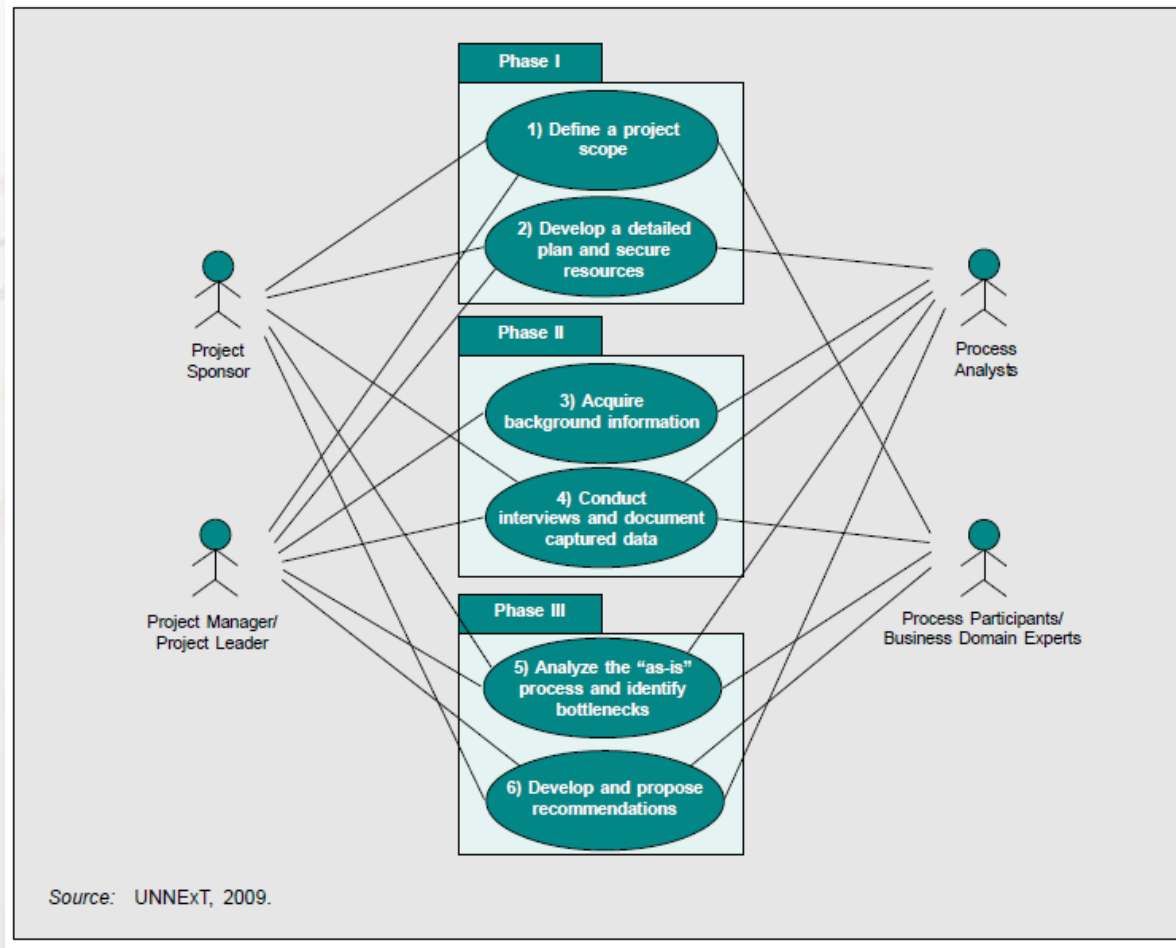 Phase I
1) Define a project
scope
2) Develop a detailed
plan and secure
resources
Project
Sponsor
Process
Analysts
Phase II
3) Acquire
background information
4) Conduct
interviews and document
captured data
Project Manager/
Project Leader
Process Participants/
Business Domain Experts
Phase III
5) Analyze the “as-is”
process and identify
bottlenecks
6) Develop and propose
recommendations
Source: UNNExT, 2009.